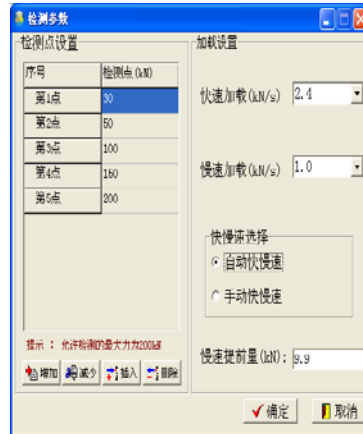 检测参数
检测点设置
序号 检测点(kN)
第1点 30
第2点 50
第3点 100
第4点 150
第5点 200
提示 : 允许检测的最大力为200kN
增加 减少 插入 删除
加载设置
快速加载(kN/s) 2.4
慢速加载(kN/s) 1.0
快慢速选择
自动快慢速
手动快慢速
慢速提前量(kN): 9.9
确定 取消